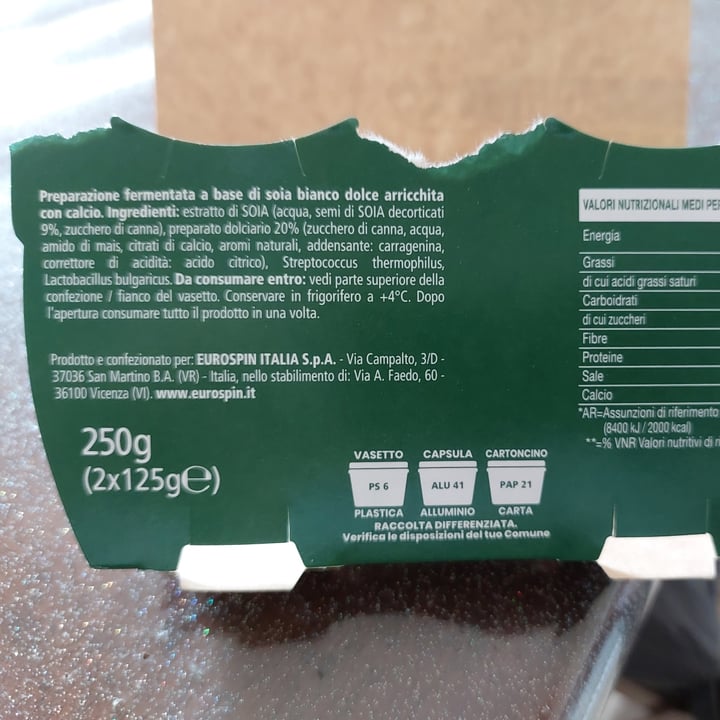 Preparazione fermentata a base di soia bianco dolce arricchita
con calcio. Ingredienti: estratto di SOIA (acqua, semi di SOIA decorticati
9%, zucchero di canna), preparato dolciario 20% (zucchero di canna, acqua,
amido di mais, citrati di calcio, aromi naturali, addensante: carragenina,
correttore di acidità: acido citrico), Streptococcus thermophilus,
Lactobacillus bulgaricus. Da consumare entro: vedi parte superiore della
confezione / fianco del vasetto. Conservare in frigorifero a +4°C. Dopo
l'apertura consumare tutto il prodotto in una volta.
Prodotto e confezionato per: EUROSPIN ITALIA S.p.A. - Via Campalto, 3/D -
37036 San Martino B.A. (VR) - Italia, nello stabilimento di: Via A. Faedo, 60 -
36100 Vicenza (VI). www.eurospin.it
250g
(2x125g℮)
VASETTO CAPSULA CARTONCINO
PS 6 ALU 41 PAP 21
PLASTICA ALLUMINIO CARTA
RACCOLTA DIFFERENZIATA.
Verifica le disposizioni del tuo Comune
VALORI NUTRIZIONALI MEDI PER
Energia
Grassi
di cui acidi grassi saturi
Carboidrati
di cui zuccheri
Fibre
Proteine
Sale
Calcio
*AR=Assunzioni di riferimento
(8400 kJ / 2000 kcal)
**=% VNR Valori nutritivi di